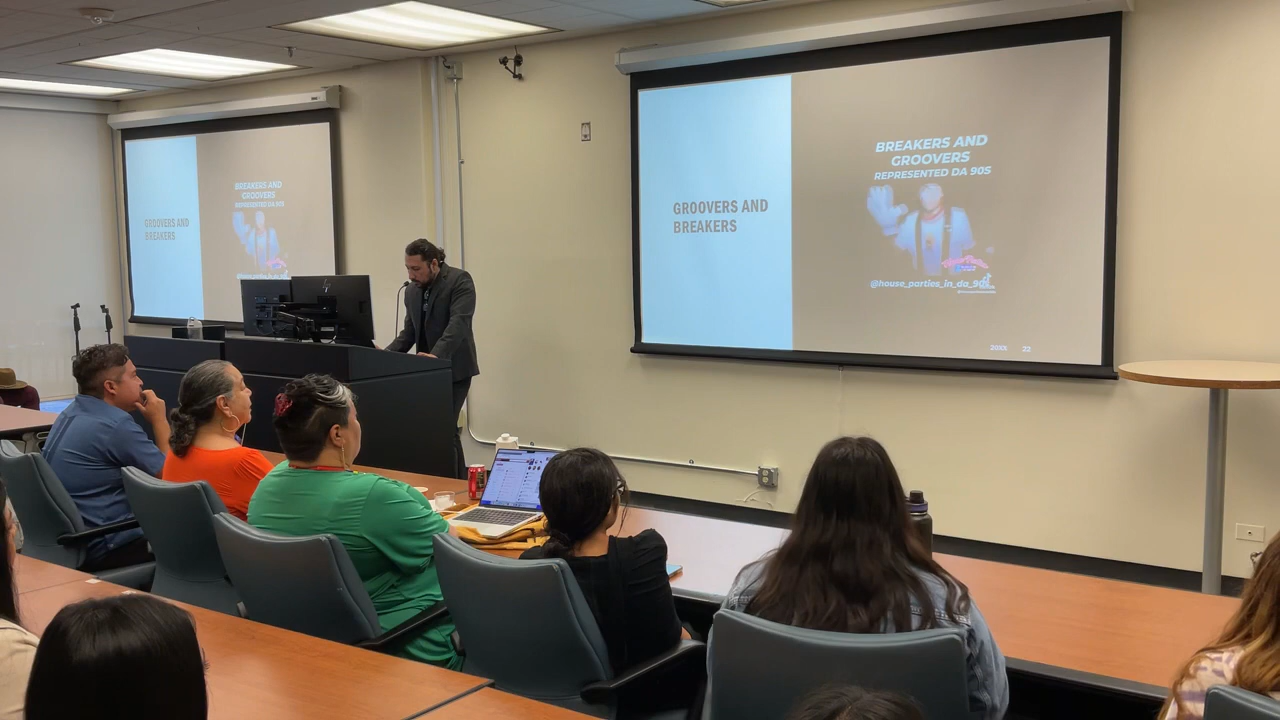 GROOVERS AND
BREAKERS
BREAKERS AND
GROOVERS
REPRESENTED DA 90S
GROOVERS AND
BREAKERS
BREAKERS AND
GROOVERS
REPRESENTED DA 90S
@house_parties_in_da_90s
20XX 22